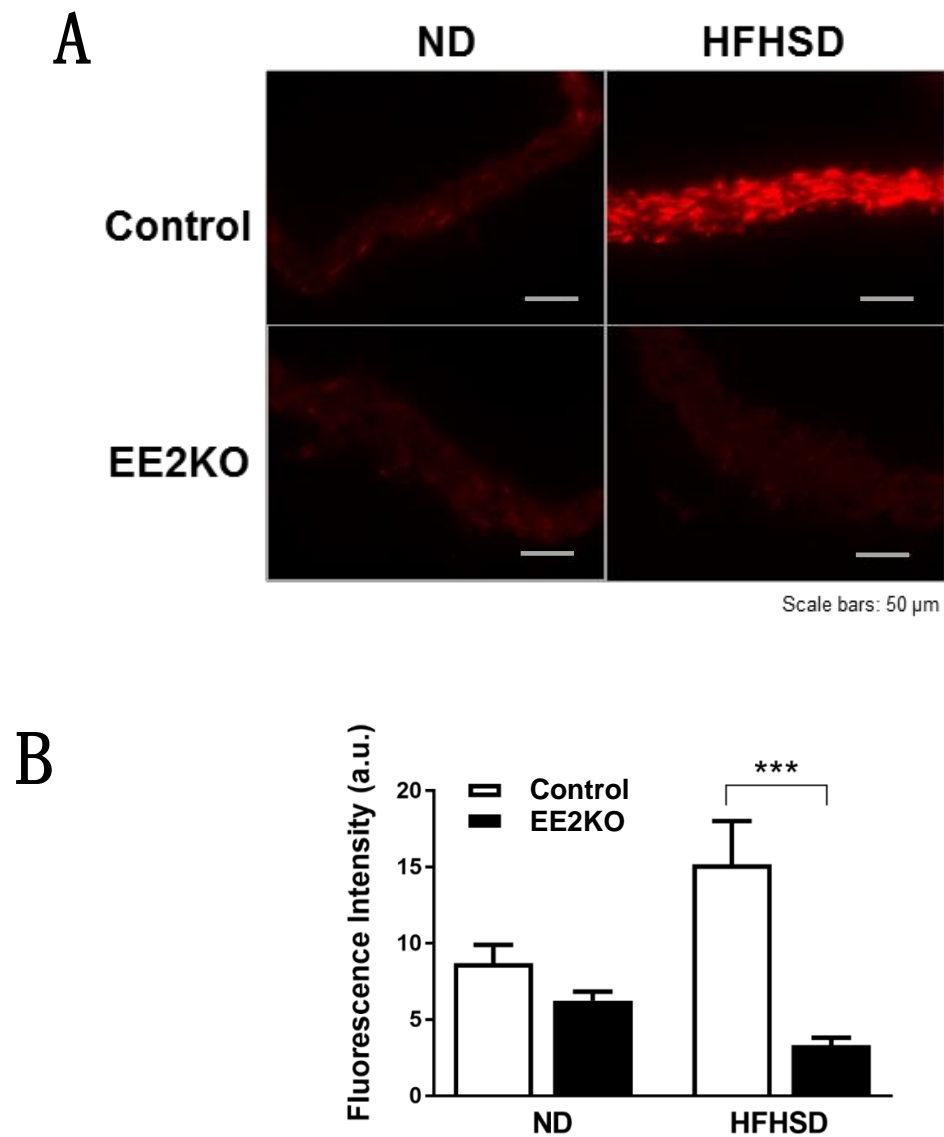 A
ND HFHSD
Control
EE2KO
Scale bars: 50 µm
B
Fluorescence Intensity (a.u.)
***
20
Control
EE2KO
15
10
5
0
ND HFHSD